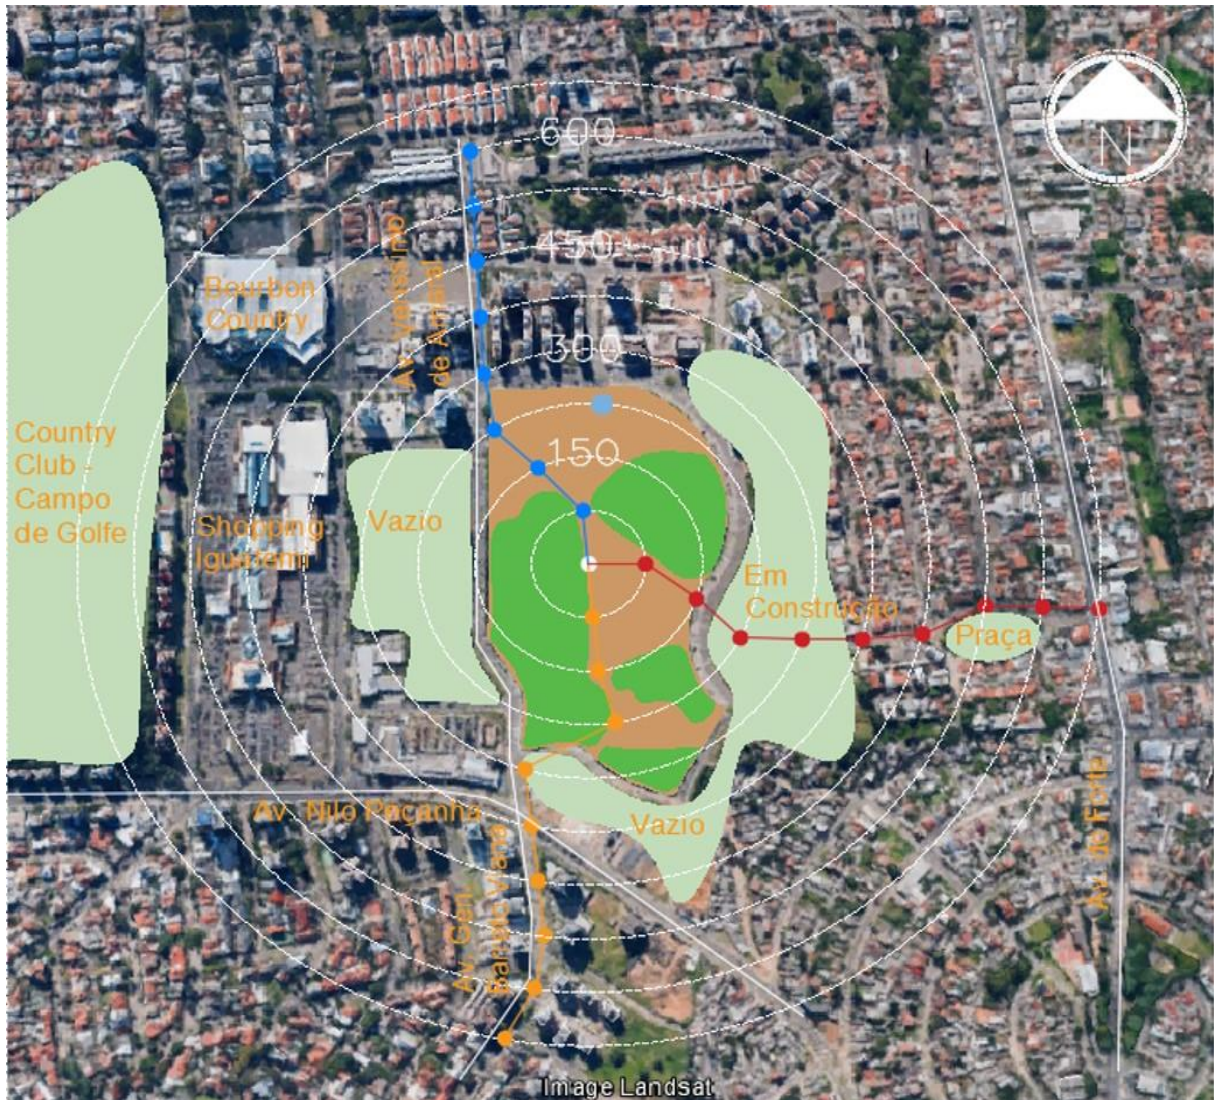 N
600
450
300
150
Av. Verissino
de Amaral
Bourbon
Country
Country
Club -
Campo
de Golfe
Shopping
Iguatemi
Vazio
Em
Construção
Praça
Av. Nilo Peçanha
Vazio
Av. Gen.
Barreto Viana
Av. do Forte
Image Landsat